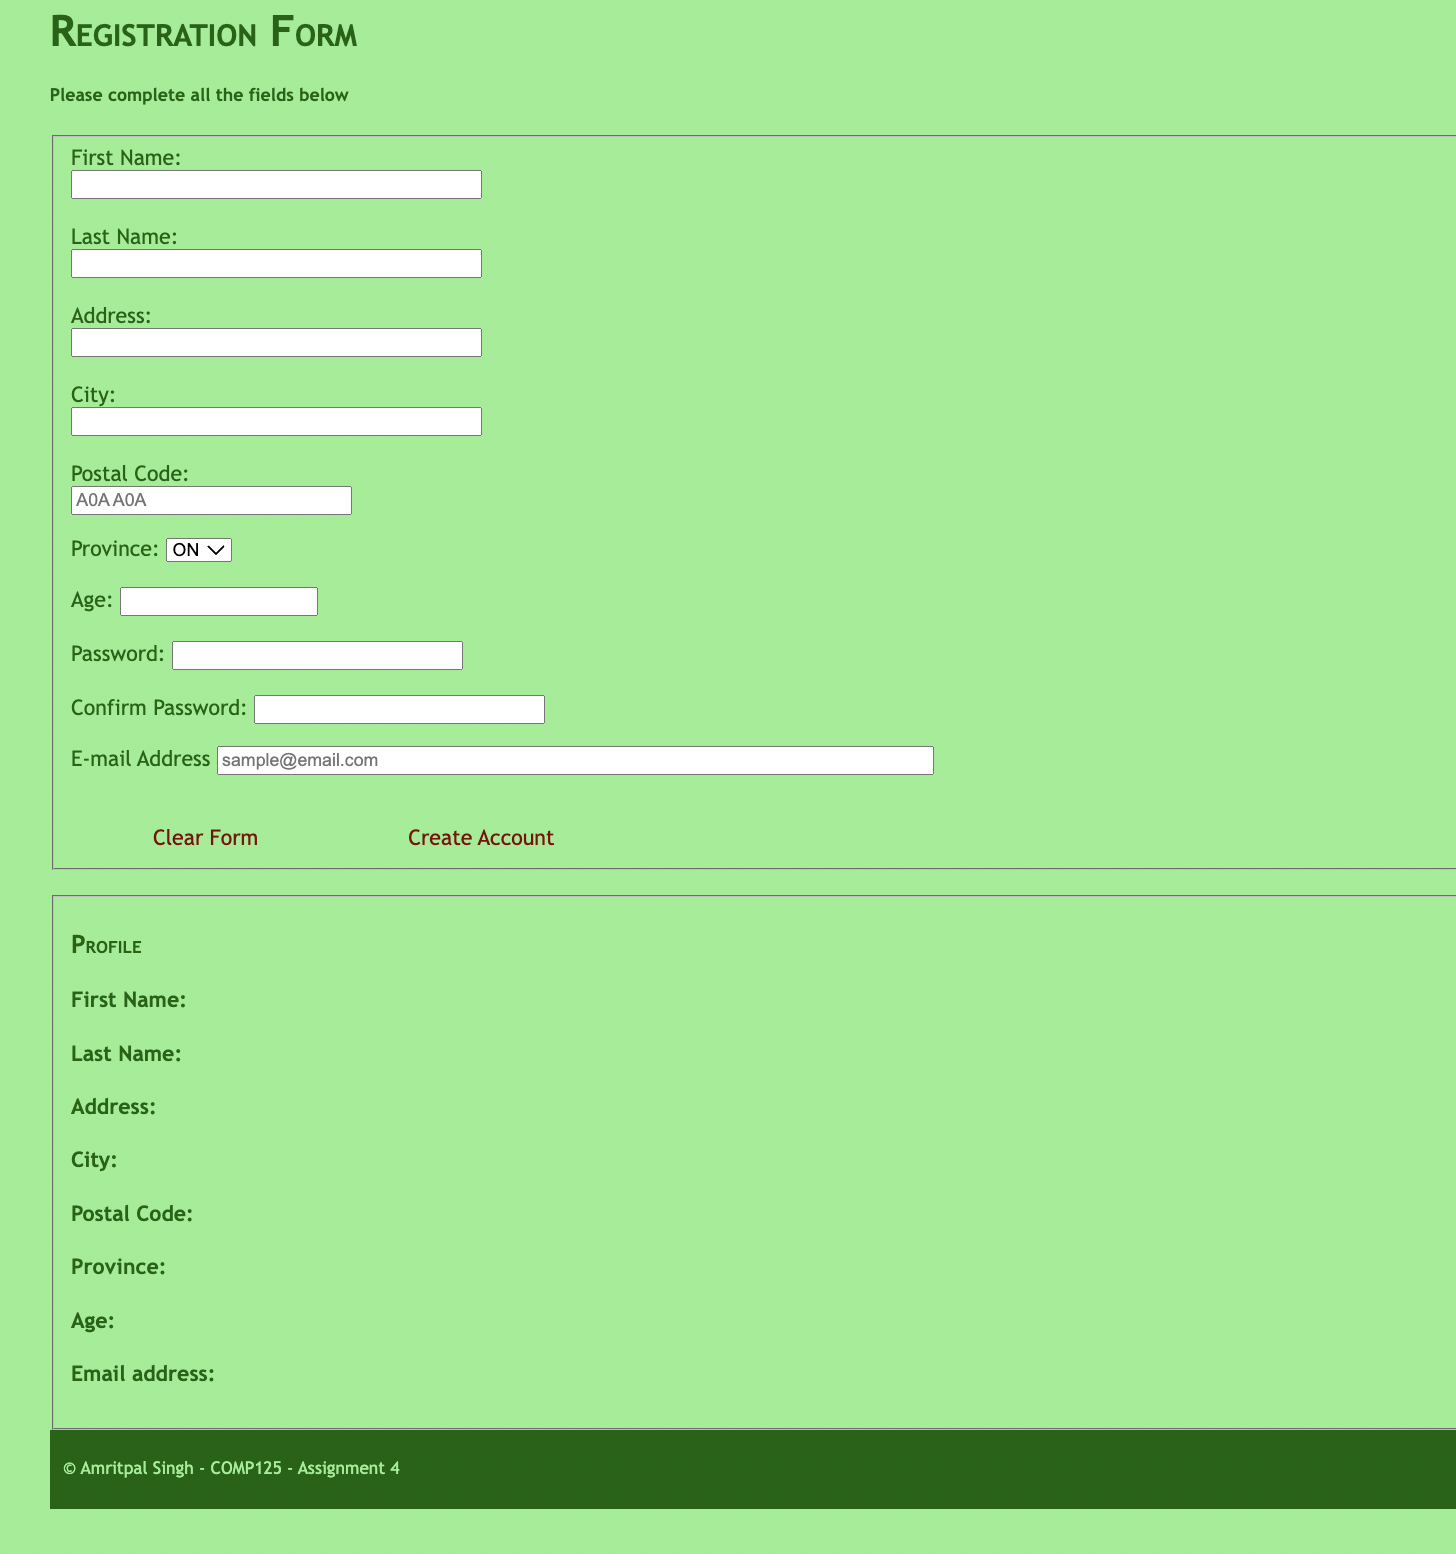 Registration Form
Please complete all the fields below
First Name:
Last Name:
Address:
City:
Postal Code:
A0A A0A
Province: ON
Age:
Password:
Confirm Password:
E-mail Address sample@email.com
Clear Form Create Account
Profile
First Name:
Last Name:
Address:
City:
Postal Code:
Province:
Age:
Email address:
© Amritpal Singh - COMP125 - Assignment 4